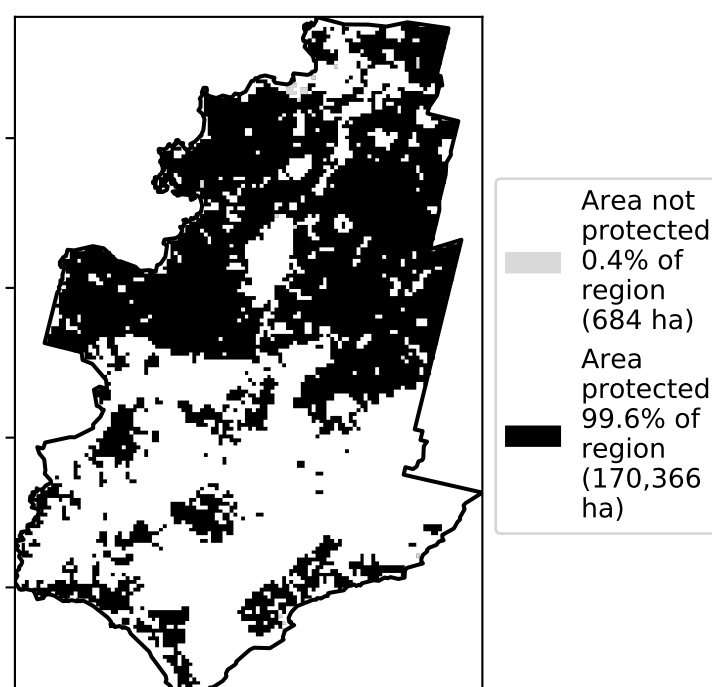 Area not
protected
0.4% of
region
(684 ha)
Area
protected
99.6% of
region
(170,366
ha)